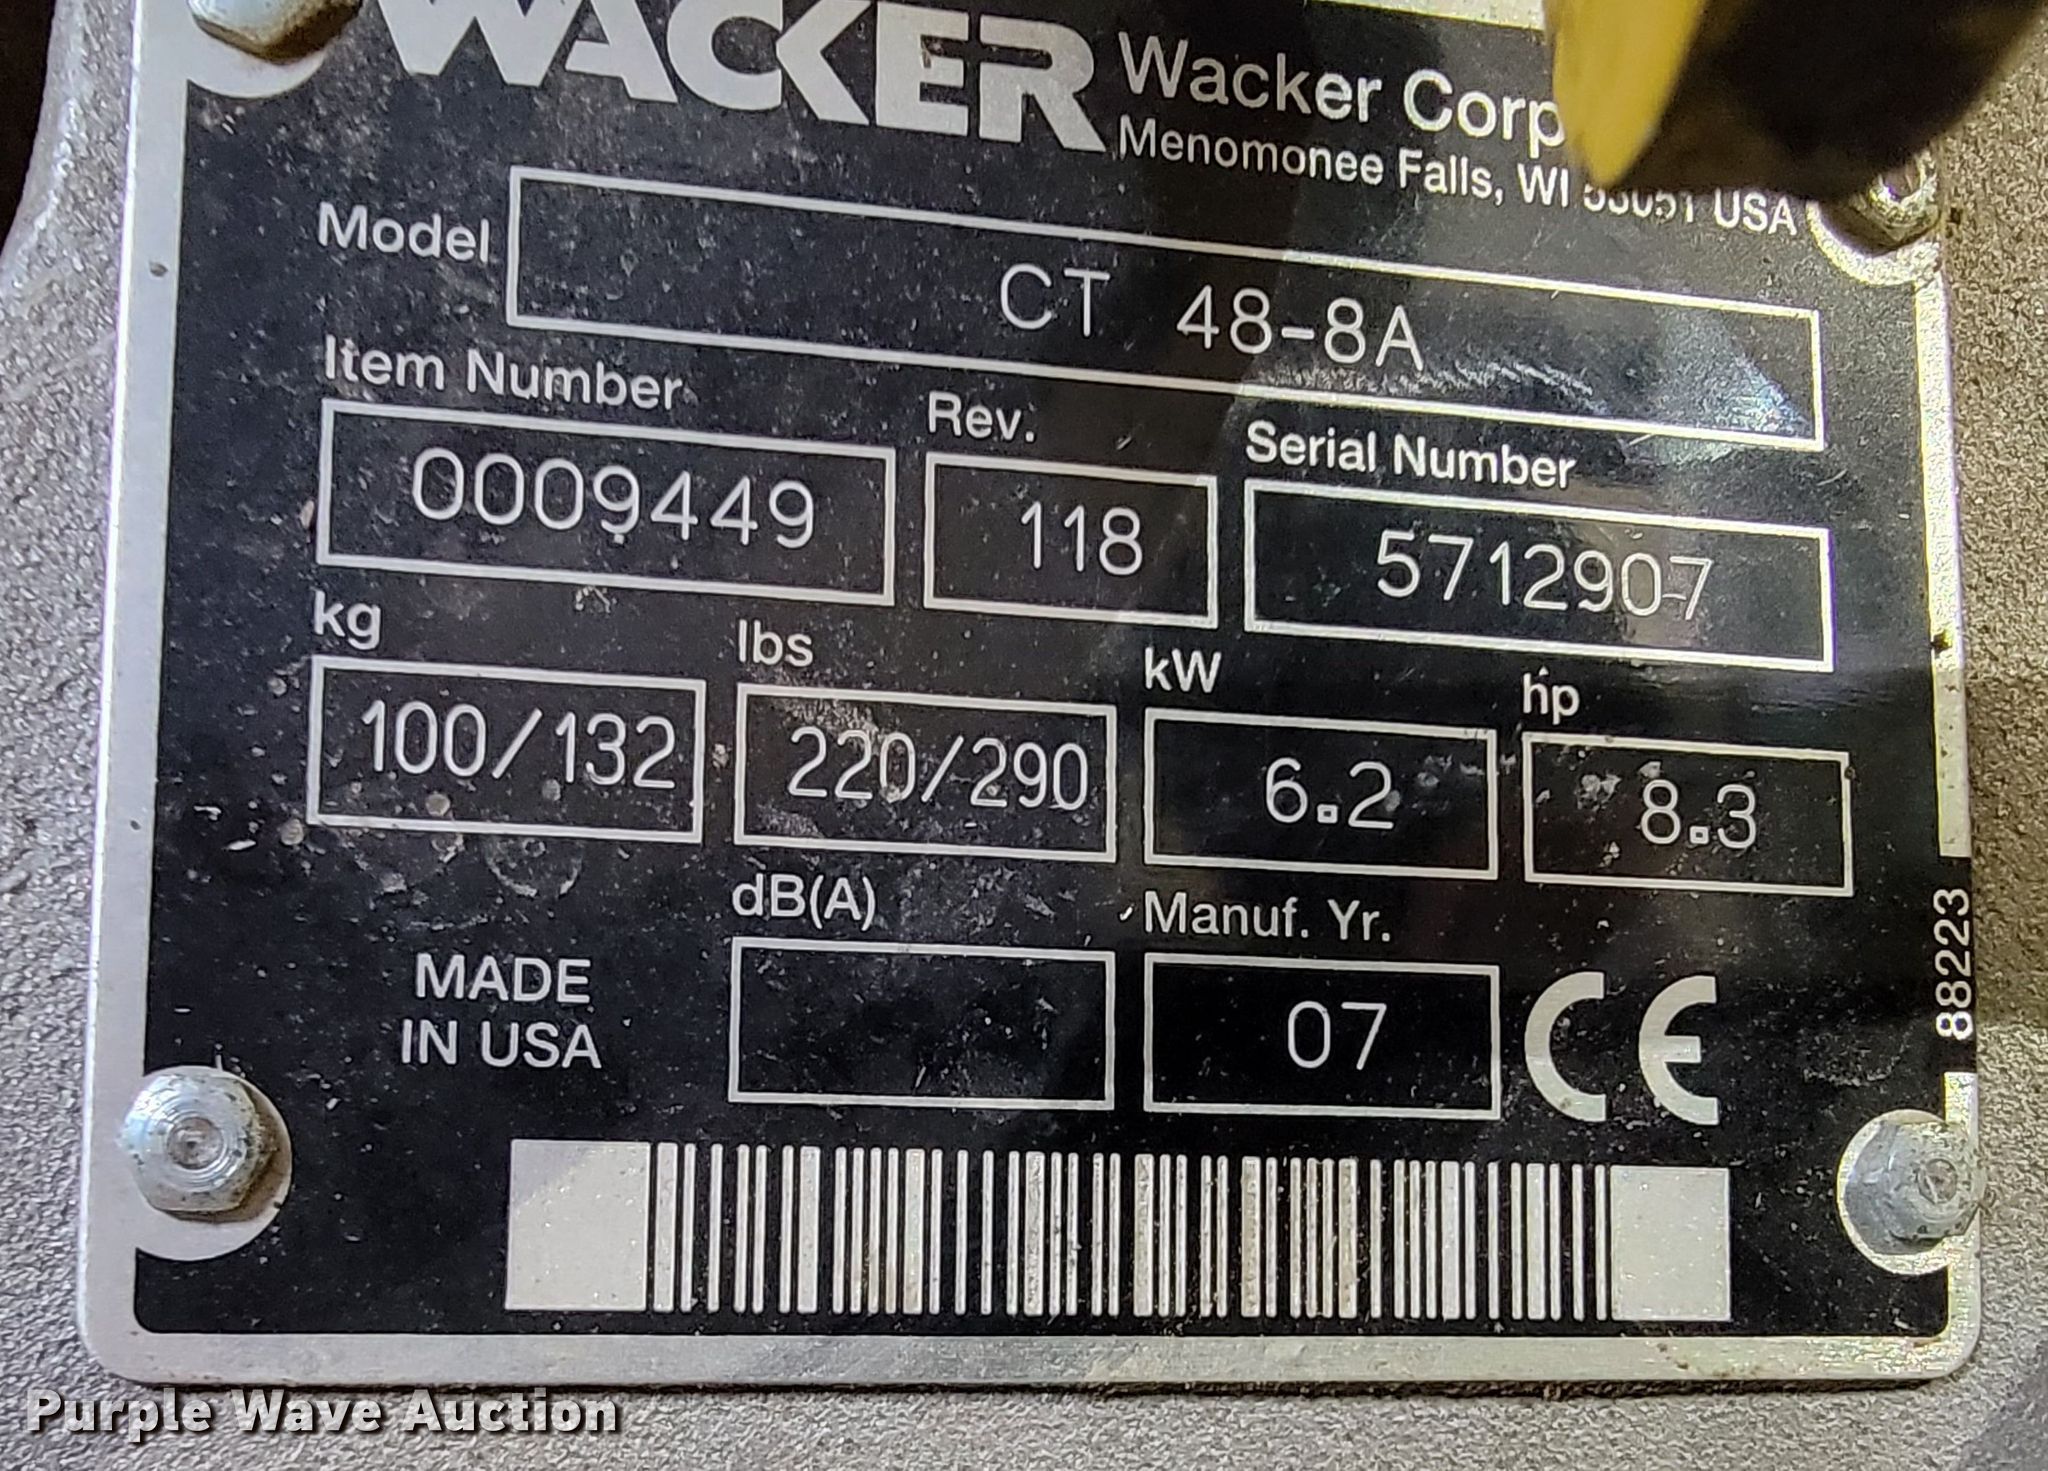 WACKER
Wacker Corp
Menomonee Falls, WI 53051 USA
Model
CT 48-8A
Item Number
0009449
Rev.
118
Serial Number
5712907
kg
100/132
lbs
220/290
kW
6.2
hp
8.3
MADE
IN USA
dB(A)
Manuf. Yr.
07
CE
88223
Purple Wave Auction